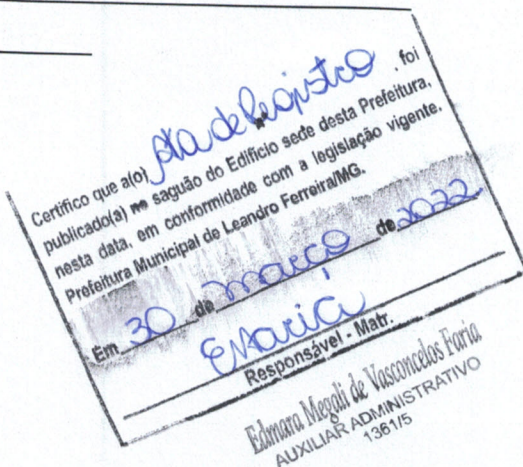 Certifico que a(o) Ata de Registro, foi
publicado(a) no saguão do Edifício sede desta Prefeitura,
nesta data, em conformidade com a legislação vigente.
Prefeitura Municipal de Leandro Ferreira/MG.
Em 30 de março de 2022
Responsável - Matr.
Edmara Megali de Vasconcelos Faria
AUXILIAR ADMINISTRATIVO
1361/5